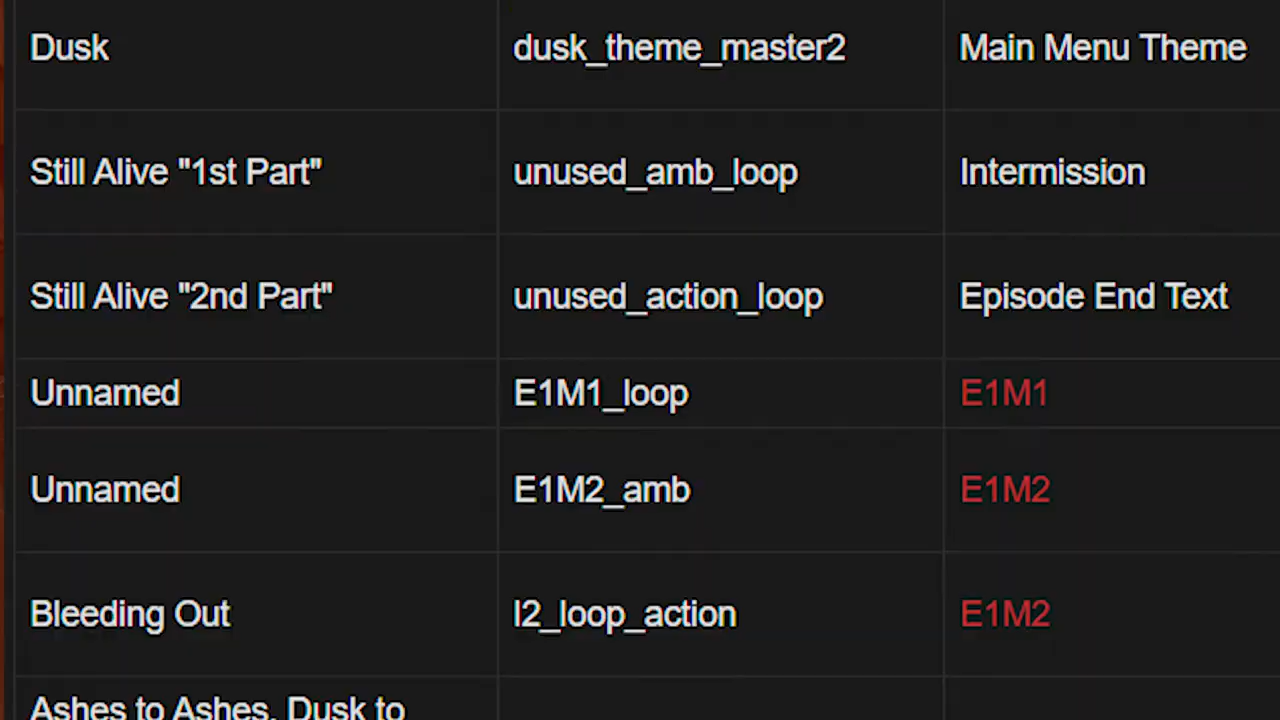 Dusk dusk_theme_master2 Main Menu Theme
Still Alive "1st Part" unused_amb_loop Intermission
Still Alive "2nd Part" unused_action_loop Episode End Text
Unnamed E1M1_loop E1M1
Unnamed E1M2_amb E1M2
Bleeding Out l2_loop_action E1M2
Ashes to Ashes, Dusk to